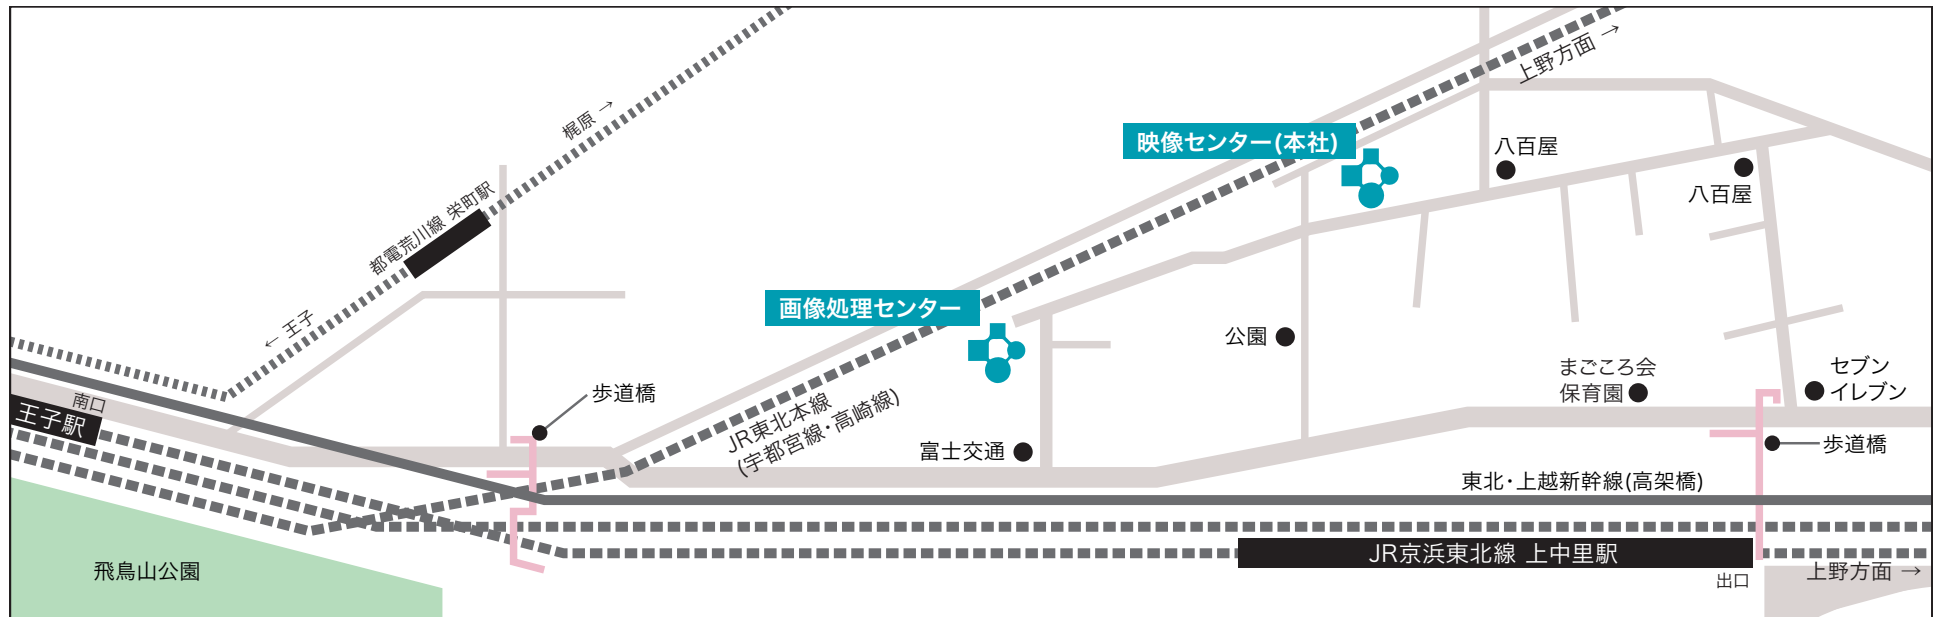 上野方面 →
梶原 →
映像センター(本社)
八百屋
八百屋
都電荒川線 栄町駅
画像処理センター
← 王子
公園
まごころ会
保育園
セブン
イレブン
南口
王子駅
歩道橋
JR東北本線
(宇都宮線・高崎線)
富士交通
歩道橋
東北・上越新幹線(高架橋)
JR京浜東北線 上中里駅
飛鳥山公園
出口
上野方面 →